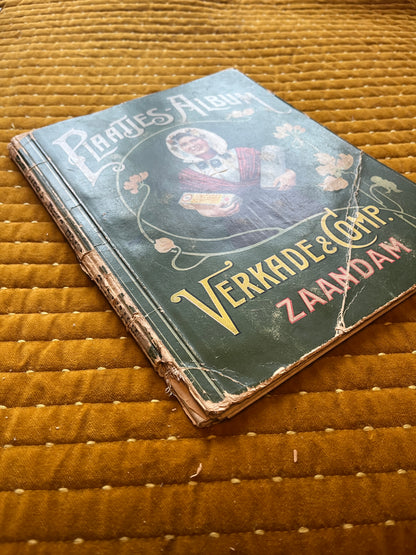 PLAATJES-ALBUM
VERKADE & COMP.
ZAANDAM